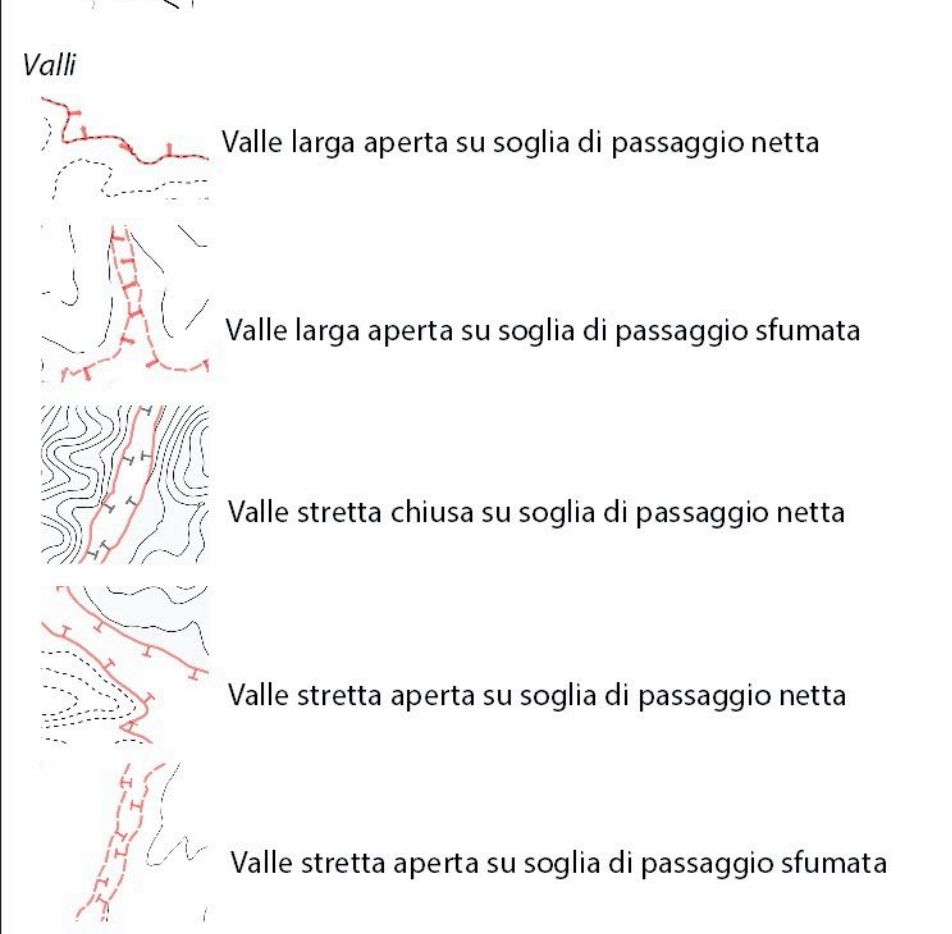 Valli
Valle larga aperta su soglia di passaggio netta
Valle larga aperta su soglia di passaggio sfumata
Valle stretta chiusa su soglia di passaggio netta
Valle stretta aperta su soglia di passaggio netta
Valle stretta aperta su soglia di passaggio sfumata